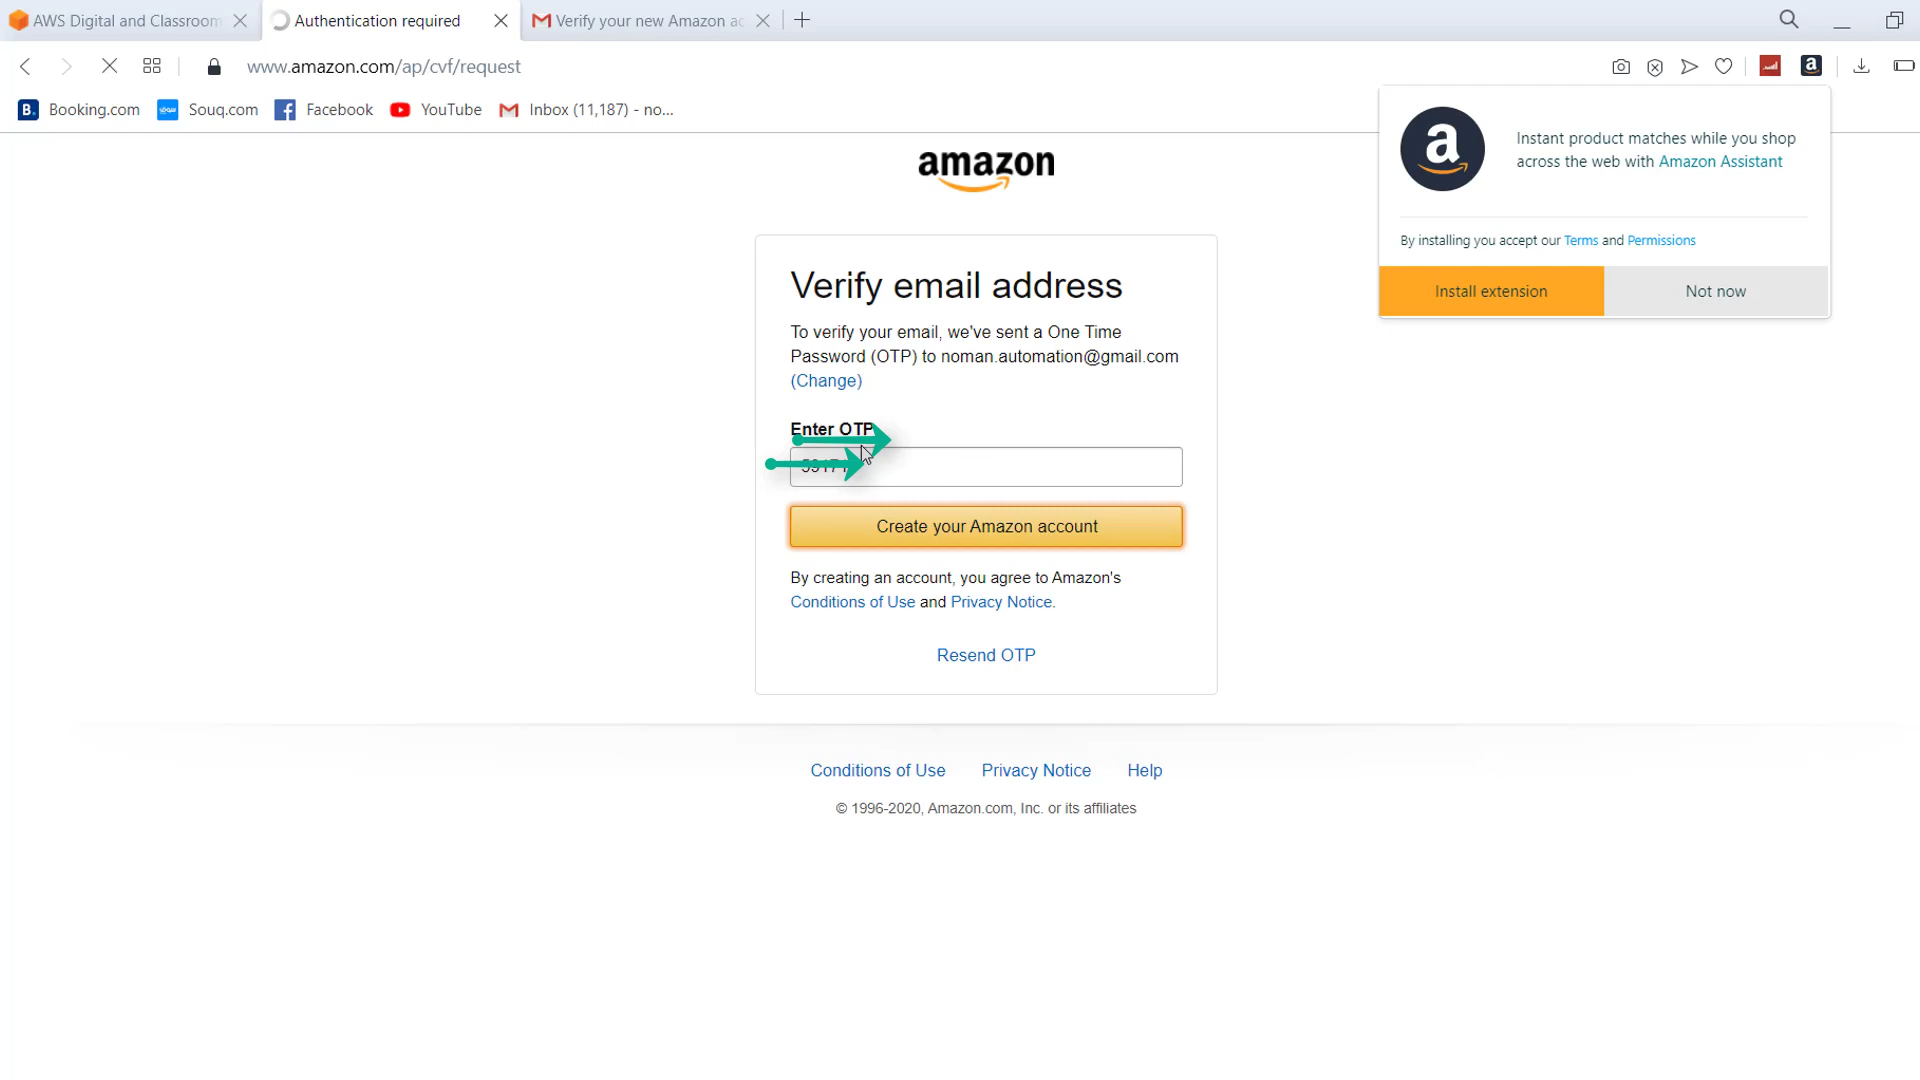 AWS Digital and Classroom
Authentication required
Verify your new Amazon ac
www.amazon.com/ap/cvf/request
Booking.com
Souq.com
Facebook
YouTube
Inbox (11,187) - no...
amazon
Instant product matches while you shop
across the web with Amazon Assistant
By installing you accept our Terms and Permissions
Install extension
Not now
Verify email address
To verify your email, we've sent a One Time
Password (OTP) to noman.automation@gmail.com
(Change)
Enter OTP
Create your Amazon account
By creating an account, you agree to Amazon's
Conditions of Use and Privacy Notice.
Resend OTP
Conditions of Use
Privacy Notice
Help
© 1996-2020, Amazon.com, Inc. or its affiliates